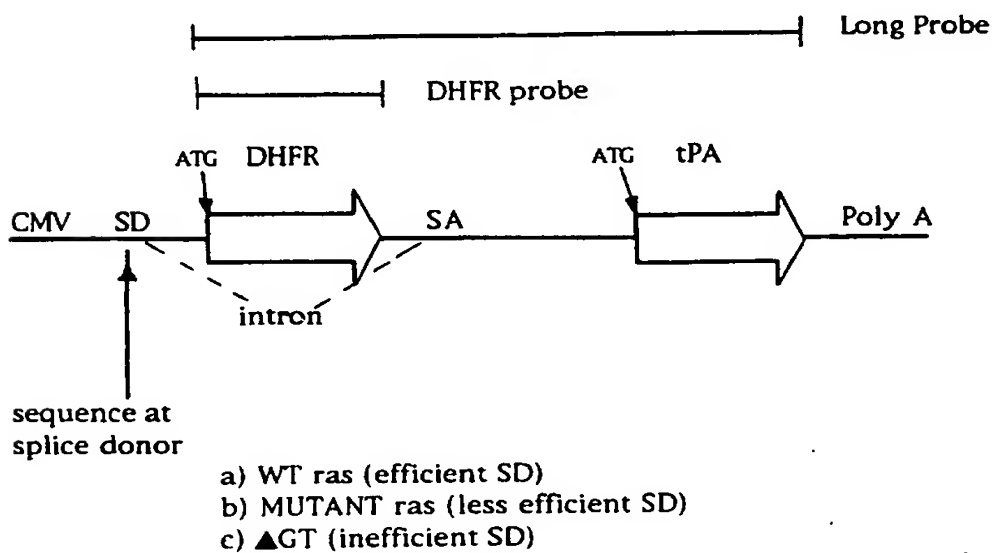 Long Probe
DHFR probe
ATG DHFR
ATG tPA
CMV SD SA Poly A
intron
sequence at
splice donor
a) WT ras (efficient SD)
b) MUTANT ras (less efficient SD)
c) ▲GT (inefficient SD)